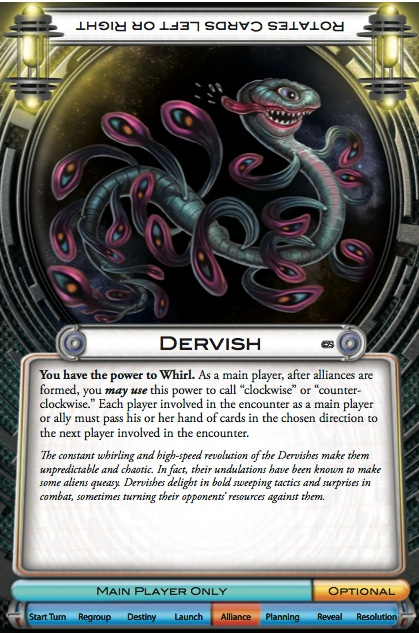 Rotates Cards Left or Right
Dervish
You have the power to Whirl. As a main player, after alliances are
formed, you may use this power to call “clockwise” or “counter-
clockwise.” Each player involved in the encounter as a main player
or ally must pass his or her hand of cards in the chosen direction to
the next player involved in the encounter.
The constant whirling and high-speed revolution of the Dervishes make them
unpredictable and chaotic. In fact, their undulations have been known to make
some aliens queasy. Dervishes delight in bold sweeping tactics and surprises in
combat, sometimes turning their opponents’ resources against them.
Main Player Only Optional
Start Turn Regroup Destiny Launch Alliance Planning Reveal Resolution